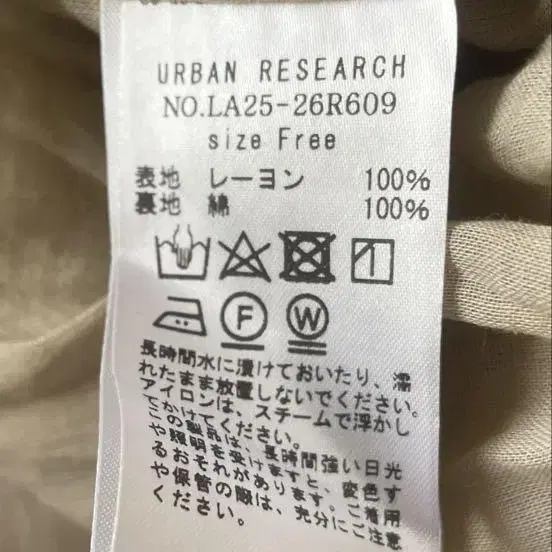 URBAN RESEARCH
NO.LA25-26R609
size Free
表地 レーヨン 100%
裏地 綿 100%
F W
長時間水に漬けておいたり、濡
れたまま放置しないでください。
アイロンは、スチームで浮かし
てかけてください。
この製品は、長時間強い日光
や照明を受けますと、変色す
るおそれがあります。ご着用
や保管の際は、充分にご注意
ください。